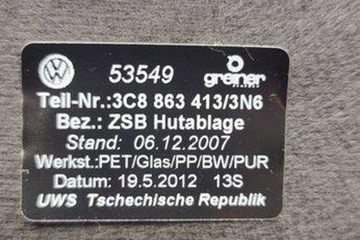 53549 greiner
Teil-Nr.:3C8 863 413/3N6
Bez.: ZSB Hutablage
Stand: 06.12.2007
Werkst.:PET/Glas/PP/BW/PUR
Datum: 19.5.2012 13S
UWS Tschechische Republik